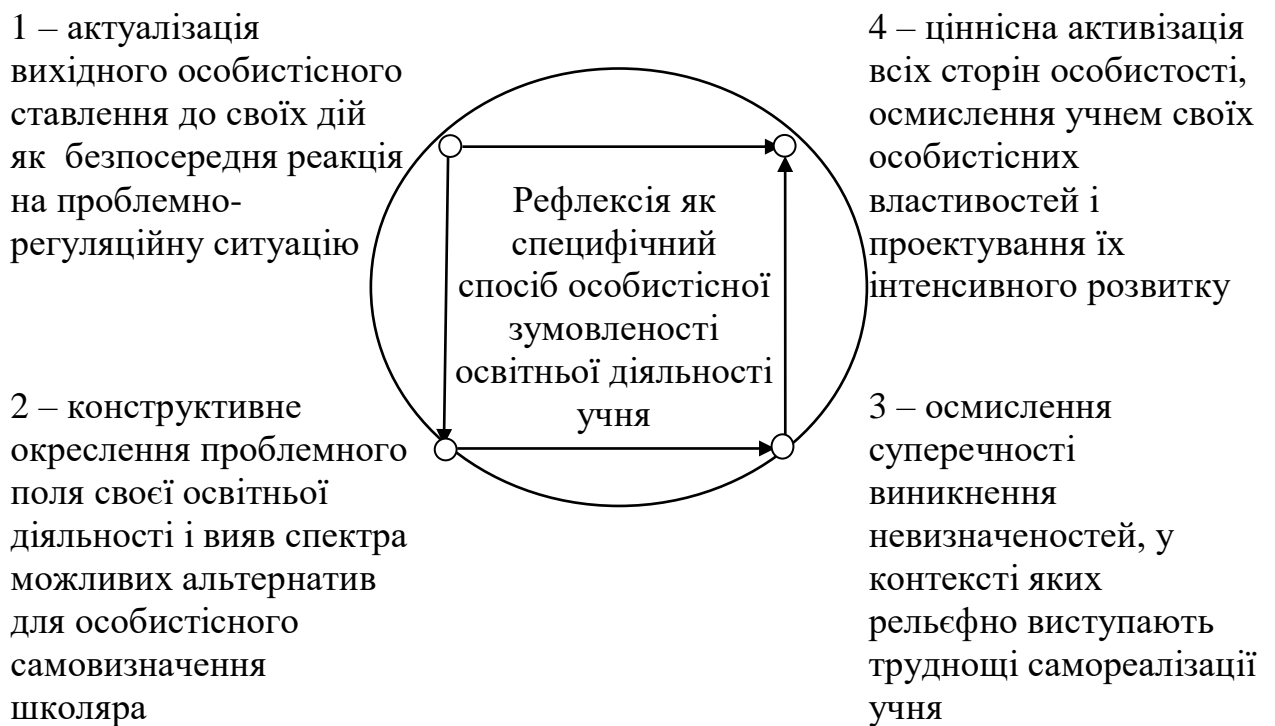 1 – актуалізація
вихідного особистісного
ставлення до своїх дій
як безпосередня реакція
на проблемно-
регуляційну ситуацію
2 – конструктивне
окреслення проблемного
поля своєї освітньої
діяльності і вияв спектра
можливих альтернатив
для особистісного
самовизначення
школяра
Рефлексія як
специфічний
спосіб особистісної
зумовленості
освітньої діяльності
учня
4 – ціннісна активізація
всіх сторін особистості,
осмислення учнем своїх
особистісних
властивостей і
проектування їх
інтенсивного розвитку
3 – осмислення
суперечності
виникнення
невизначеностей, у
контексті яких
рельєфно виступають
труднощі самореалізації
учня